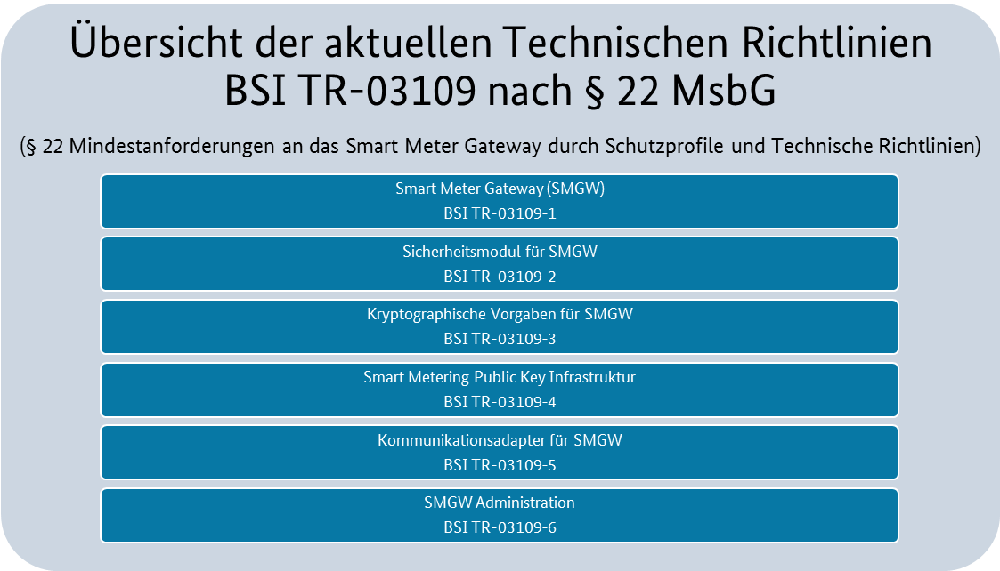 Übersicht der aktuellen Technischen Richtlinien
BSI TR-03109 nach § 22 MsbG
(§ 22 Mindestanforderungen an das Smart Meter Gateway durch Schutzprofile und Technische Richtlinien)
Smart Meter Gateway (SMGW)
BSI TR-03109-1
Sicherheitsmodul für SMGW
BSI TR-03109-2
Kryptographische Vorgaben für SMGW
BSI TR-03109-3
Smart Metering Public Key Infrastruktur
BSI TR-03109-4
Kommunikationsadapter für SMGW
BSI TR-03109-5
SMGW Administration
BSI TR-03109-6